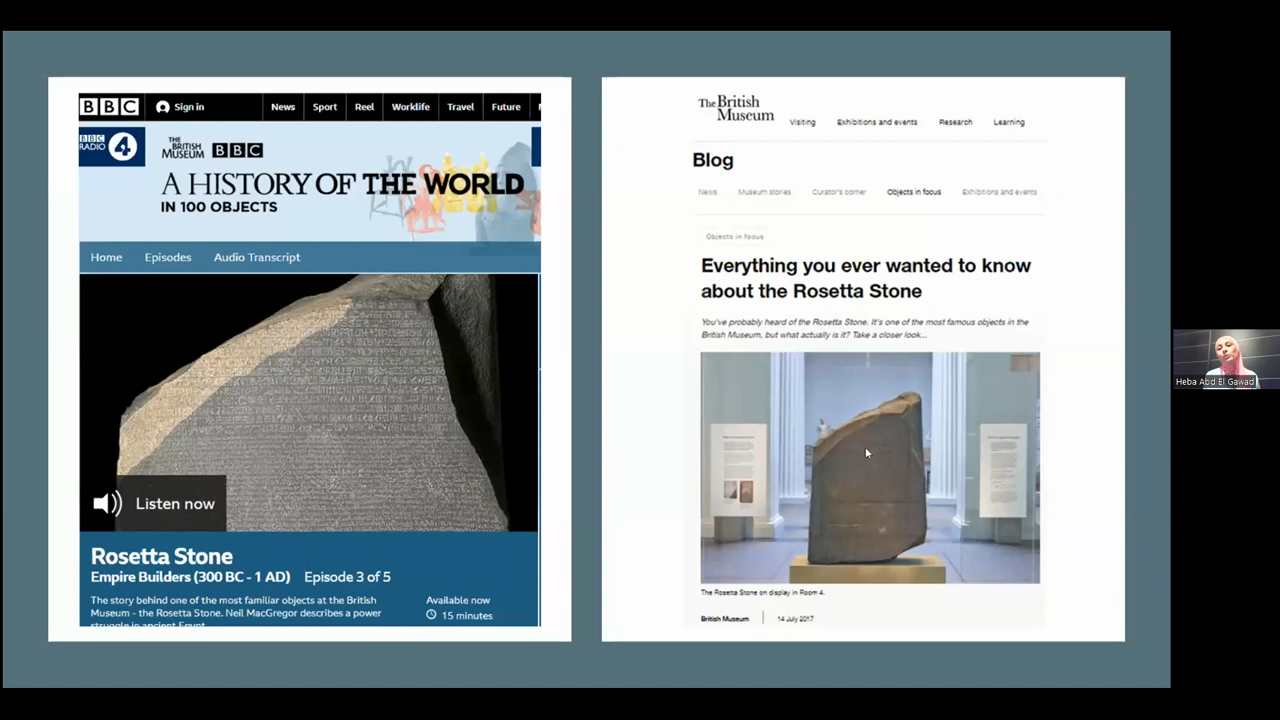 BBC Sign in News Sport Reel Worklife Travel Future
BBC
RADIO 4
THE
BRITISH
MUSEUM BBC
A HISTORY OF THE WORLD
IN 100 OBJECTS
Home Episodes Audio Transcript
Listen now
Rosetta Stone
Empire Builders (300 BC - 1 AD) Episode 3 of 5
The story behind one of the most familiar objects at the British
Museum - the Rosetta Stone. Neil MacGregor describes a power
struggle in ancient Egypt
Available now
15 minutes
The British
Museum
Visiting Exhibitions and events Research Learning
Blog
News Museum stories Curator's corner Objects in focus Exhibitions and events
Objects in focus
Everything you ever wanted to know
about the Rosetta Stone
You've probably heard of the Rosetta Stone. It's one of the most famous objects in the
British Museum, but what actually is it? Take a closer look...
The Rosetta Stone on display in Room 4.
British Museum 14 July 2017
Heba Abd El Gawad